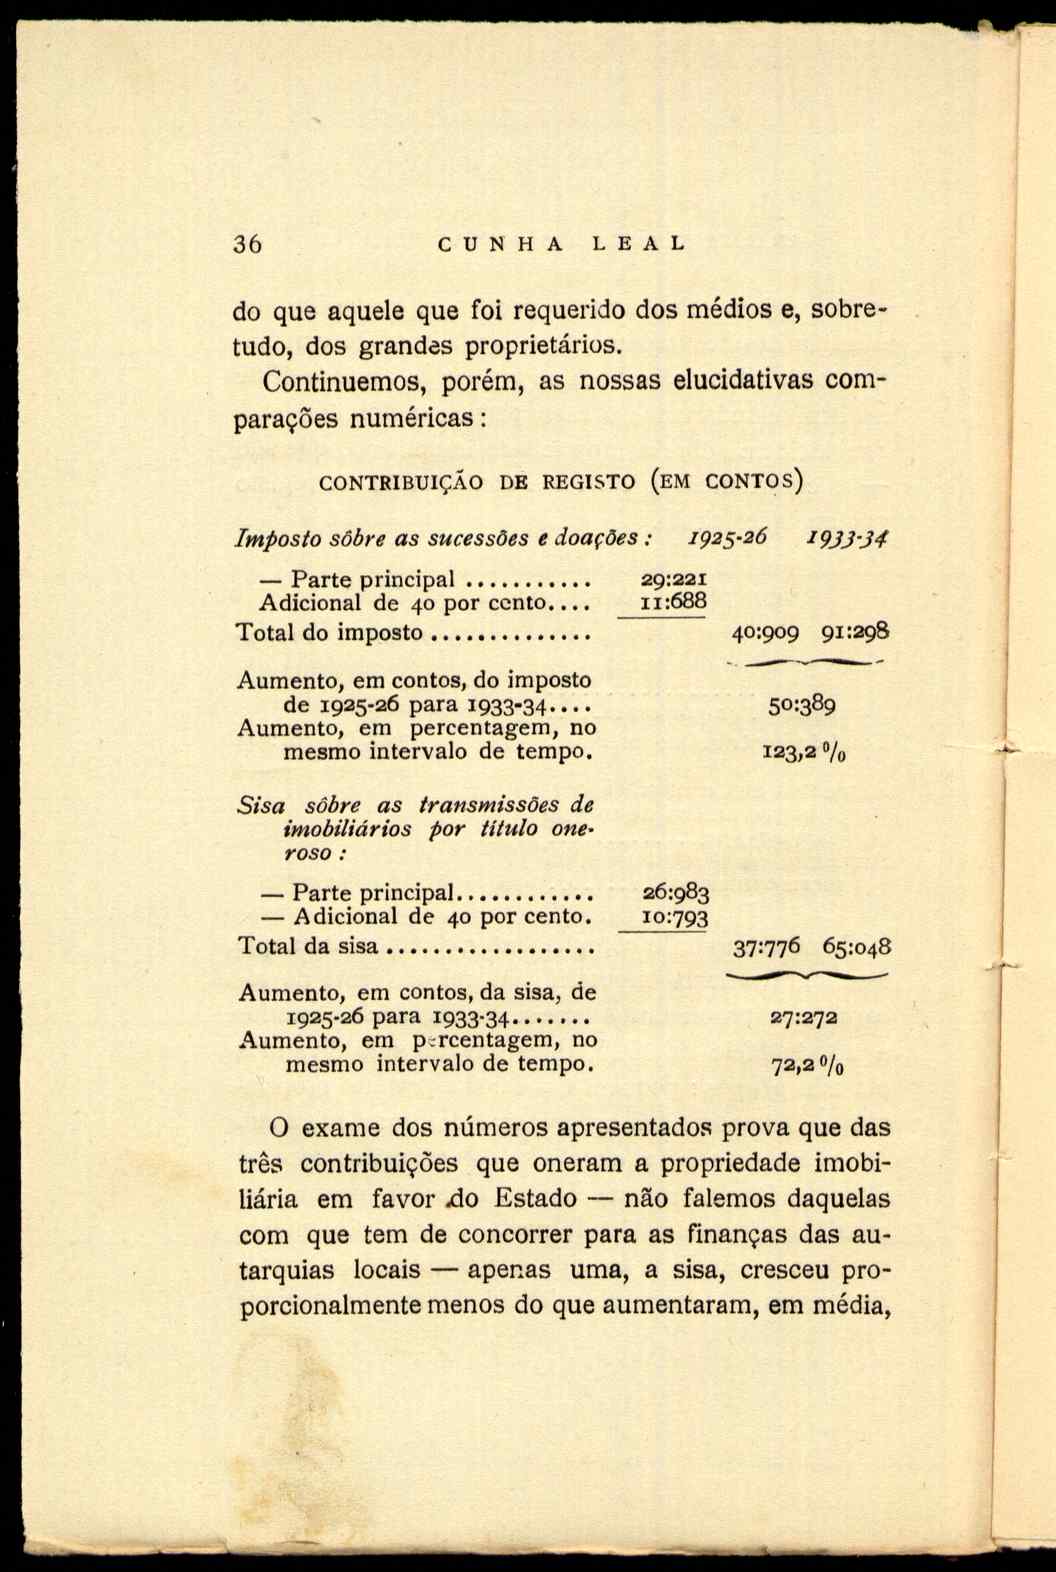 36 CUNHA LEAL
do que aquele que foi requerido dos médios e, sobre-
tudo, dos grandes proprietários.
Continuemos, porém, as nossas elucidativas com-
parações numéricas :
CONTRIBUIÇÃO DE REGISTO (EM CONTOS)
Imposto sôbre as sucessões e doações : 1925-26 1933-34
— Parte principal ........... 29:221
Adicional de 40 por cento.... 11:688
Total do imposto .............. 40:909 91:298
Aumento, em contos, do imposto
de 1925-26 para 1933-34.... 50:389
Aumento, em percentagem, no
mesmo intervalo de tempo. 123,2 %
Sisa sôbre as transmissões de
imobiliários por título one-
roso :
— Parte principal............ 26:983
— Adicional de 40 por cento. 10:793
Total da sisa .................. 37:776 65:048
Aumento, em contos, da sisa, de
1925-26 para 1933-34....... 27:272
Aumento, em percentagem, no
mesmo intervalo de tempo. 72,2 %
O exame dos números apresentados prova que das
três contribuições que oneram a propriedade imobi-
liária em favor do Estado — não falemos daquelas
com que tem de concorrer para as finanças das au-
tarquias locais — apenas uma, a sisa, cresceu pro-
porcionalmente menos do que aumentaram, em média,